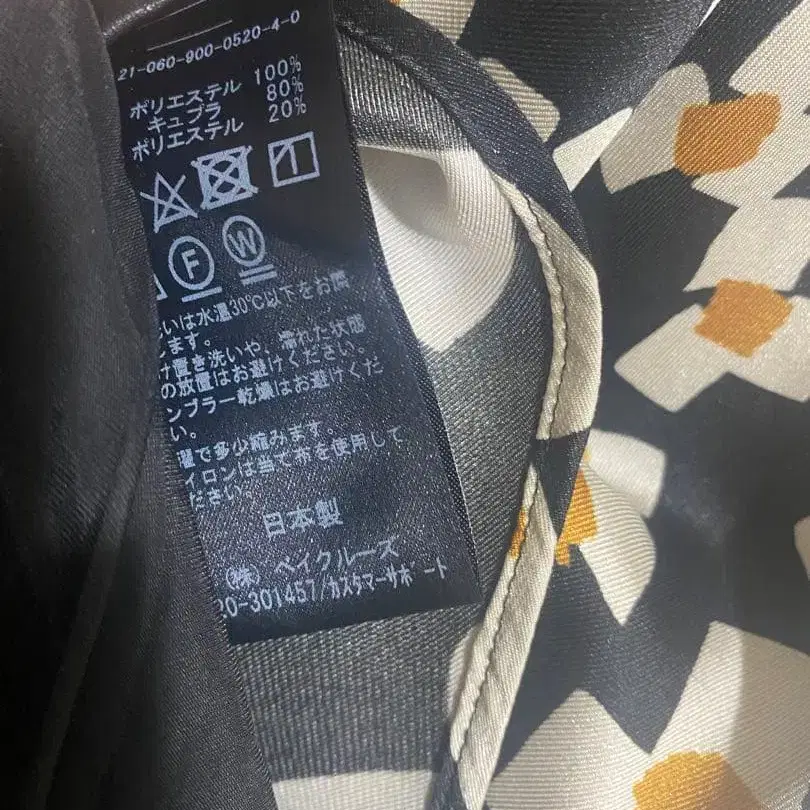 21-060-900-0520-4-0
ポリエステル 100%
キュプラ 80%
ポリエステル 20%
F W
いは水温30℃以下をお勧
します。
け置き洗いや、濡れた状態
の放置はお避けください。
ンブラー乾燥はお避けくだ
い。
濯で多少縮みます。
イロンは当て布を使用して
ださい。
日本製
(株) ベイクルーズ
20-301457/カスタマーサポート